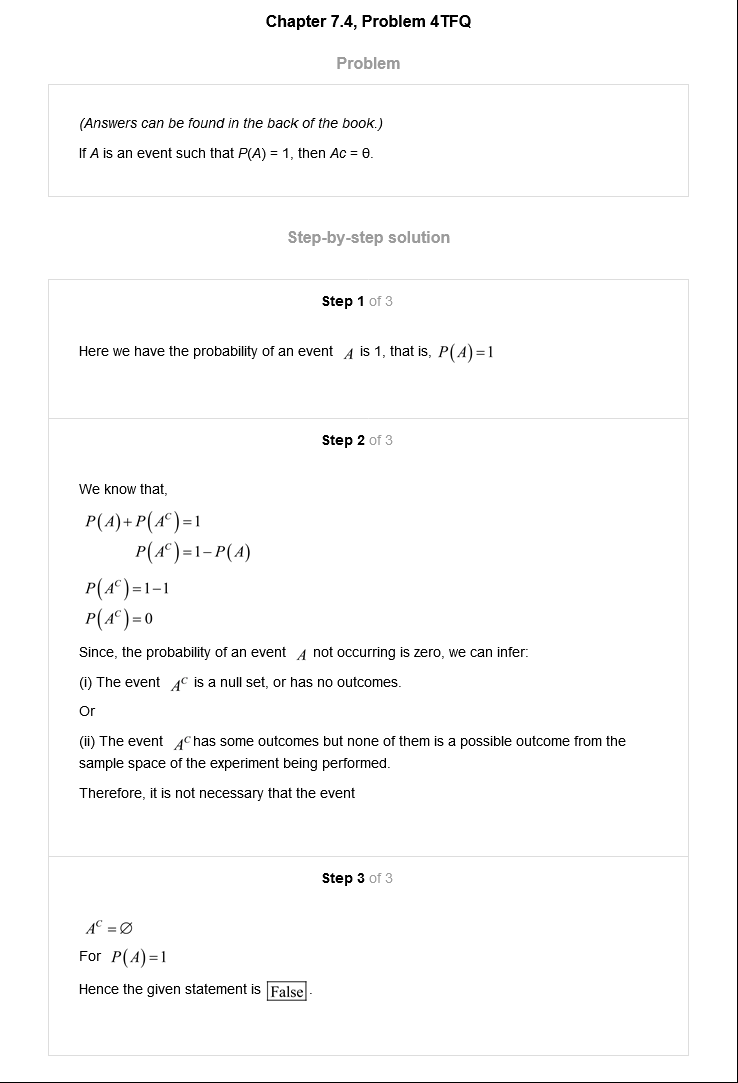 Chapter 7.4, Problem 4TFQ
Problem
(Answers can be found in the back of the book.)
If A is an event such that P(A) = 1, then Ac = θ.
Step-by-step solution
Step 1 of 3
Here we have the probability of an event A is 1, that is, P(A)=1
Step 2 of 3
We know that,
P(A)+P(A^C)=1
P(A^C)=1−P(A)
P(A^C)=1−1
P(A^C)=0
Since, the probability of an event A not occurring is zero, we can infer:
(i) The event A^C is a null set, or has no outcomes.
Or
(ii) The event A^C has some outcomes but none of them is a possible outcome from the
sample space of the experiment being performed.
Therefore, it is not necessary that the event
Step 3 of 3
A^C = ∅
For P(A)=1
Hence the given statement is False.